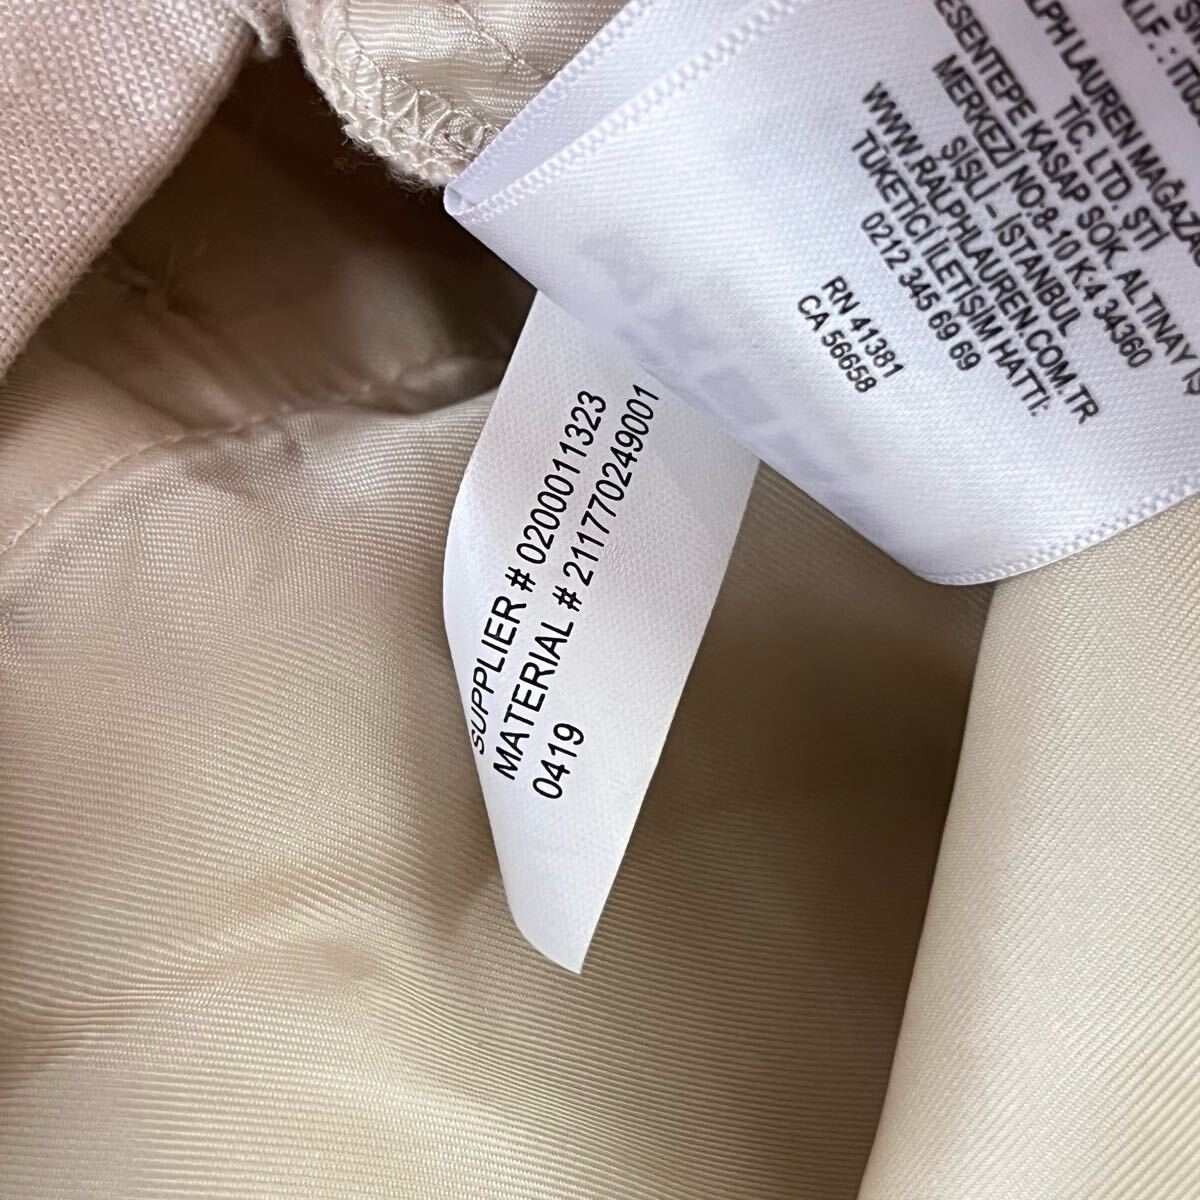 RALPH LAUREN
TİC. LTD. ŞTİ
ESENTEPE KASAP SOK. ALTINAY İŞ
MERKEZİ NO:8-10 K:4 34360
ŞİŞLİ – İSTANBUL
WWW.RALPHLAUREN.COM.TR
TÜKETİCİ İLETİŞİM HATTI:
0212 345 69 69
RN 41381
CA 56658
SUPPLIER # 0200011323
MATERIAL # 211770249001
0419